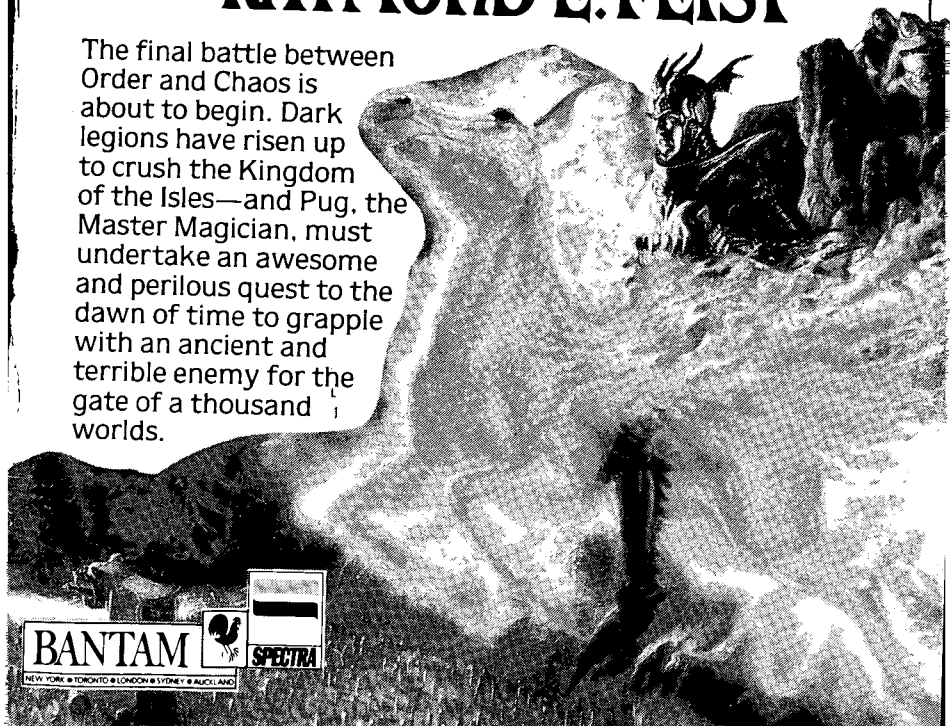 RAYMOND E. FEIST
The final battle between
Order and Chaos is
about to begin. Dark
legions have risen up
to crush the Kingdom
of the Isles—and Pug, the
Master Magician, must
undertake an awesome
and perilous quest to the
dawn of time to grapple
with an ancient and
terrible enemy for the
gate of a thousand
worlds.
BANTAM
SPECTRA
NEW YORK • TORONTO • LONDON • SYDNEY • AUCKLAND